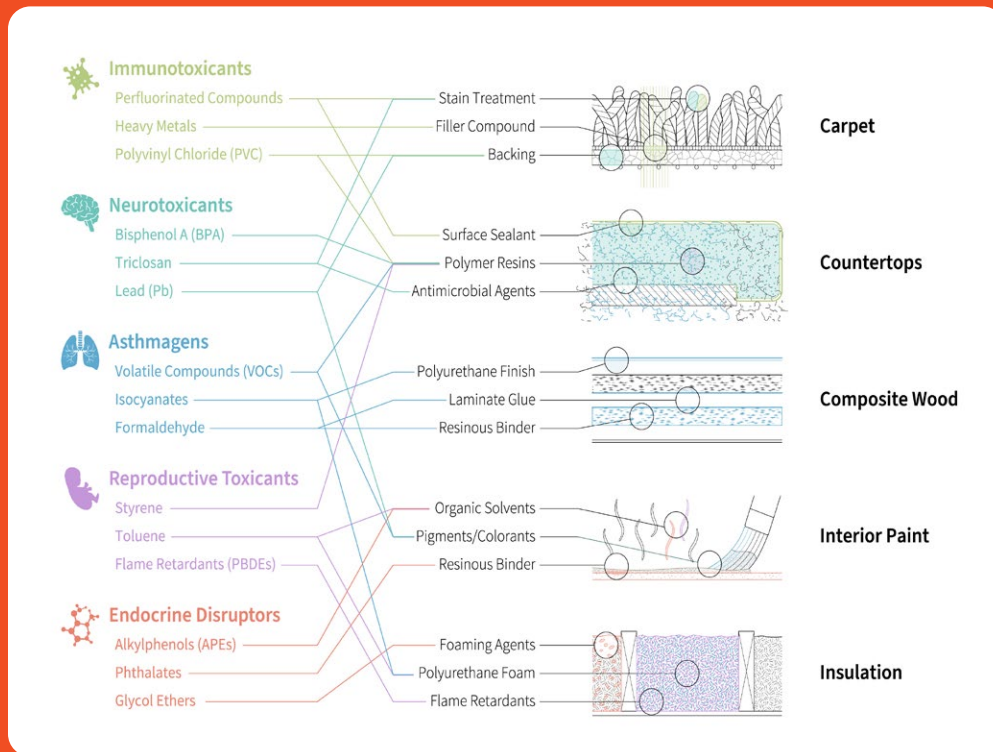 Immunotoxicants
Perfluorinated Compounds
Heavy Metals
Polyvinyl Chloride (PVC)
Neurotoxicants
Bisphenol A (BPA)
Triclosan
Lead (Pb)
Asthmagens
Volatile Compounds (VOCs)
Isocyanates
Formaldehyde
Reproductive Toxicants
Styrene
Toluene
Flame Retardants (PBDEs)
Endocrine Disruptors
Alkylphenols (APEs)
Phthalates
Glycol Ethers
Stain Treatment
Filler Compound
Backing
Surface Sealant
Polymer Resins
Antimicrobial Agents
Polyurethane Finish
Laminate Glue
Resinous Binder
Organic Solvents
Pigments/Colorants
Resinous Binder
Foaming Agents
Polyurethane Foam
Flame Retardants
Carpet
Countertops
Composite Wood
Interior Paint
Insulation